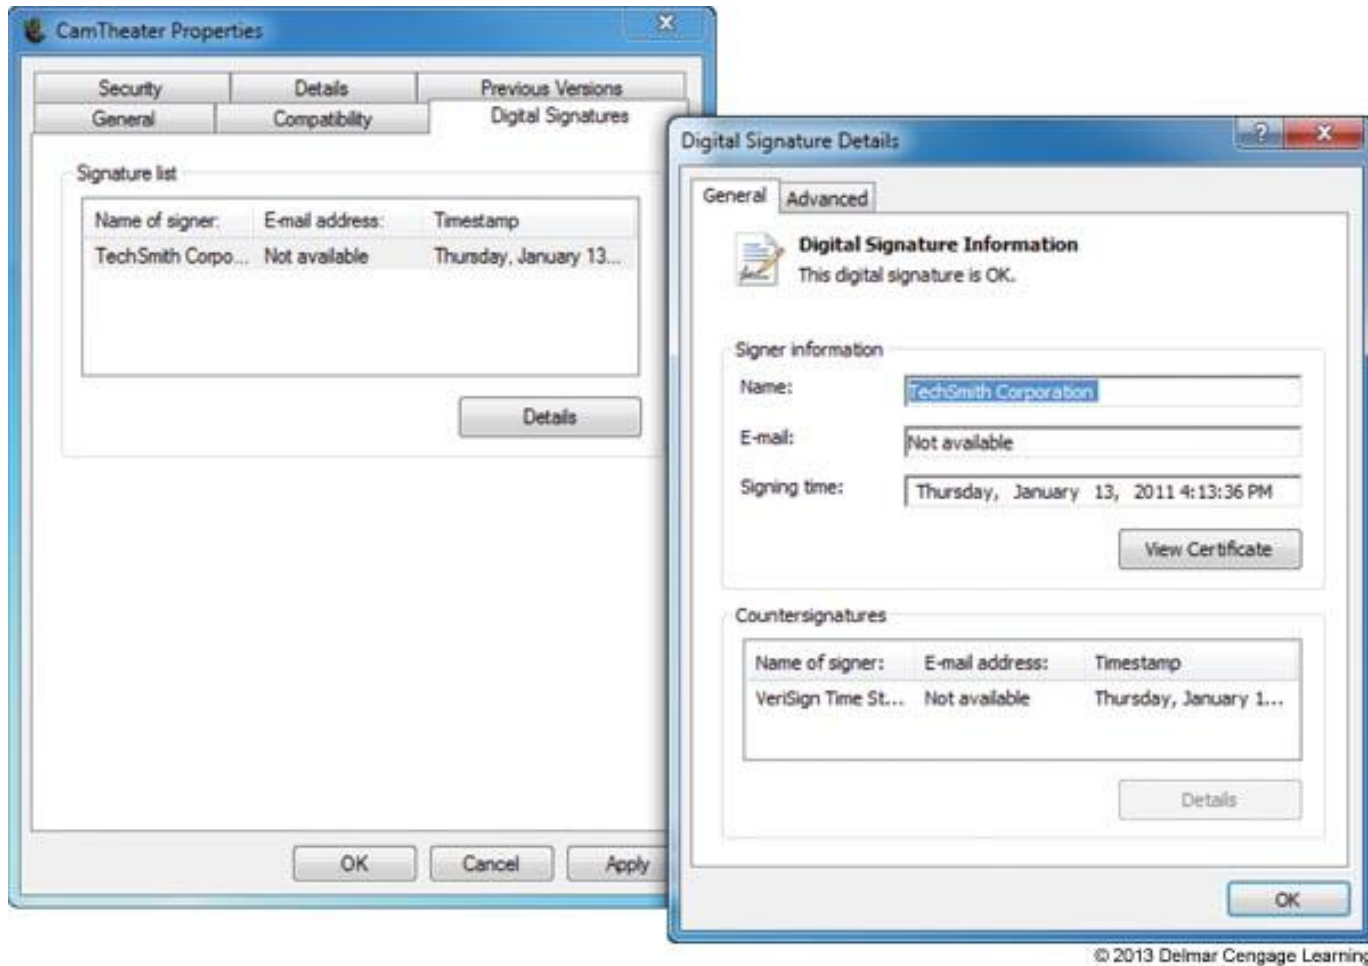 CamTheater Properties
Security Details Previous Versions
General Compatibility Digital Signatures
Signature list
Name of signer: E-mail address: Timestamp
TechSmith Corpo... Not available Thursday, January 13...
Details
OK Cancel Apply
Digital Signature Details
General Advanced
Digital Signature Information
This digital signature is OK.
Signer information
Name: TechSmith Corporation
E-mail: Not available
Signing time: Thursday, January 13, 2011 4:13:36 PM
View Certificate
Countersignatures
Name of signer: E-mail address: Timestamp
VeriSign Time St... Not available Thursday, January 1...
Details
OK
© 2013 Delmar Cengage Learning